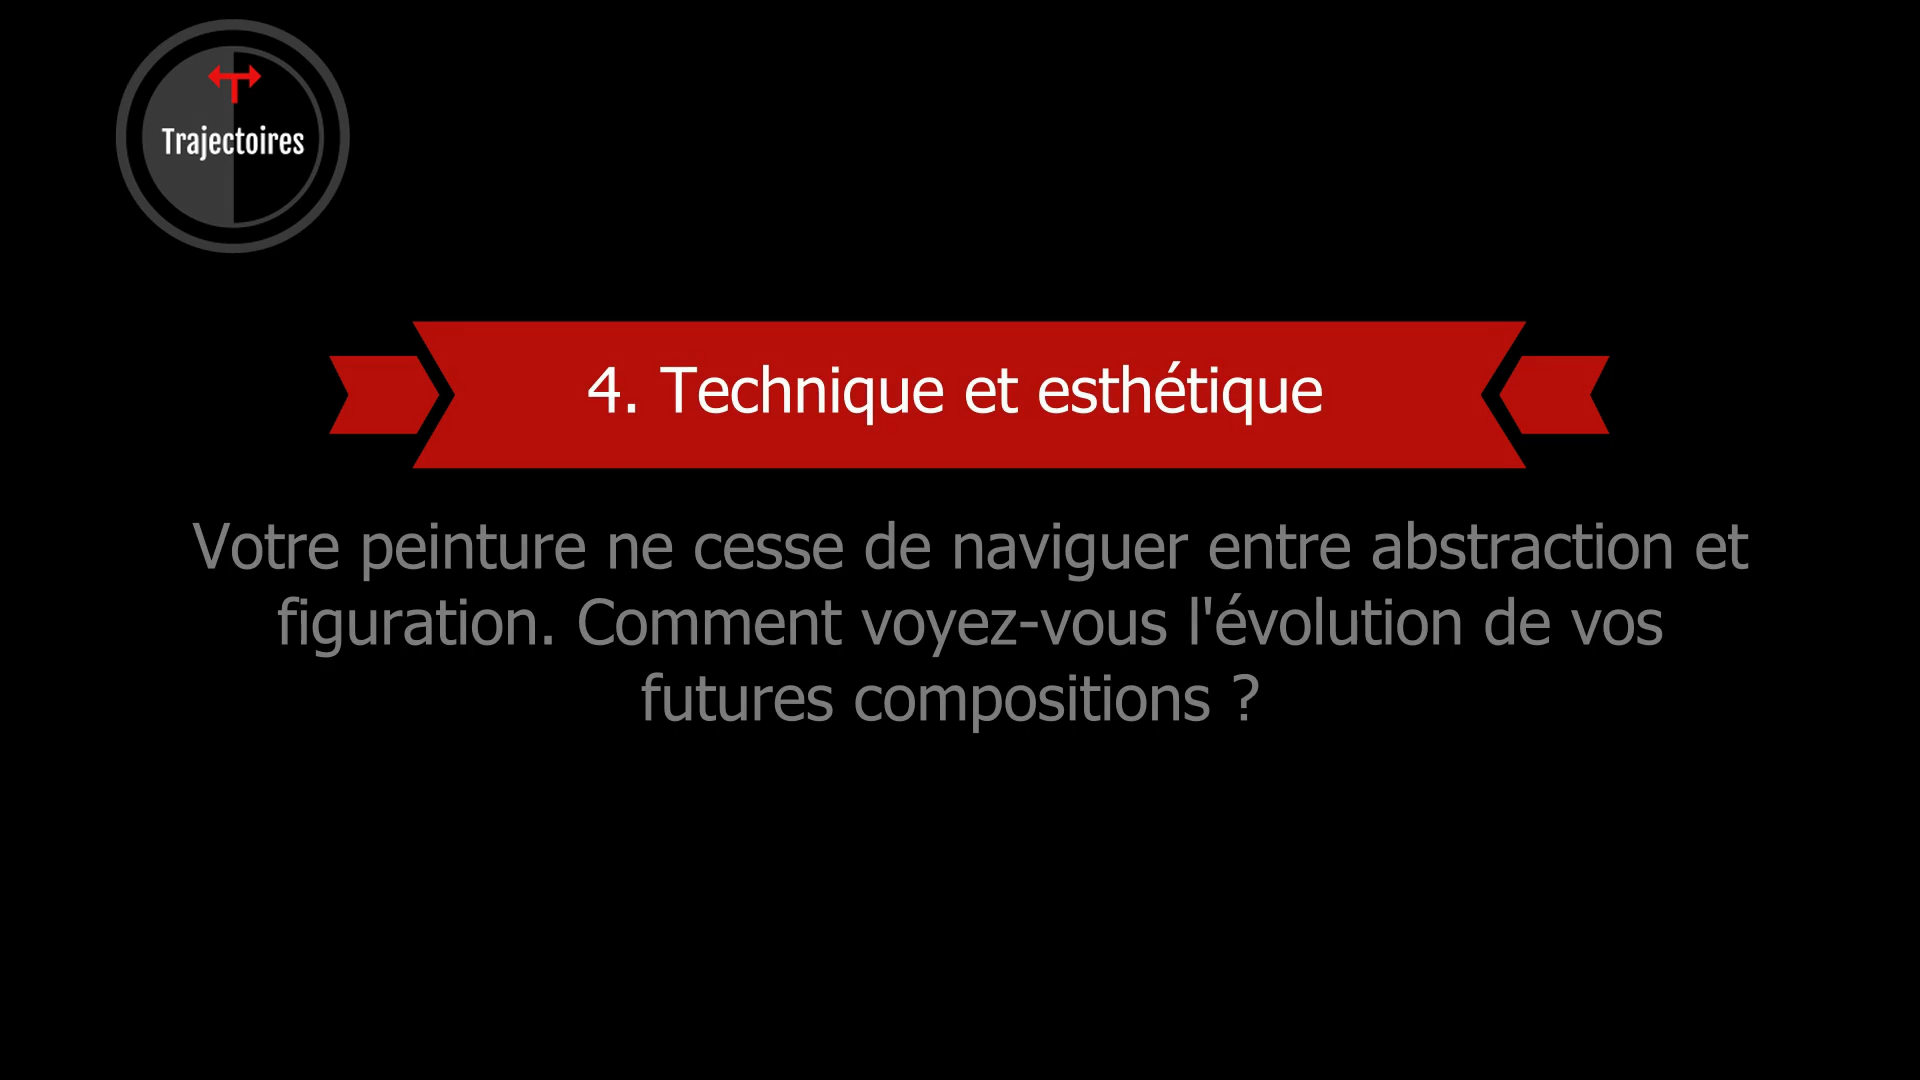 Trajectoires
4. Technique et esthétique
Votre peinture ne cesse de naviguer entre abstraction et
figuration. Comment voyez-vous l'évolution de vos
futures compositions ?